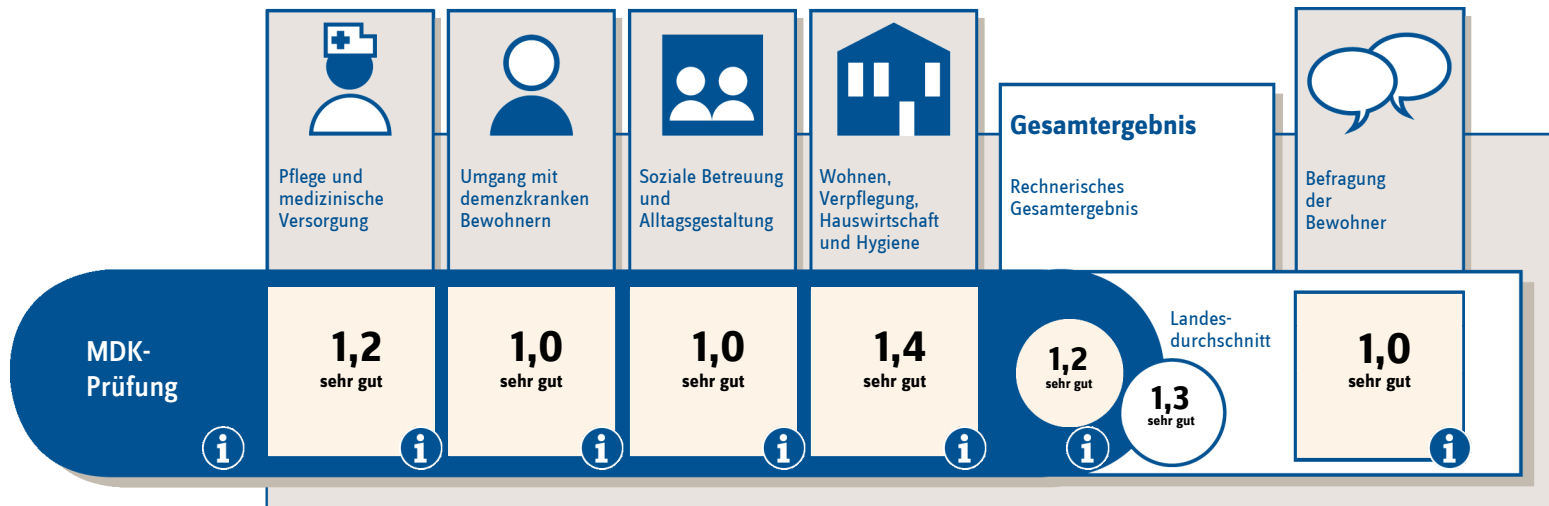 Pflege und
medizinische
Versorgung
Umgang mit
demenzkranken
Bewohnern
Soziale Betreuung
und
Alltagsgestaltung
Wohnen,
Verpflegung,
Hauswirtschaft
und Hygiene
Gesamtergebnis
Rechnerisches
Gesamtergebnis
Befragung
der
Bewohner
MDK-
Prüfung
i
1,2
sehr gut
i
1,0
sehr gut
i
1,0
sehr gut
i
1,4
sehr gut
i
1,2
sehr gut
i
Landes-
durchschnitt
1,3
sehr gut
1,0
sehr gut
i